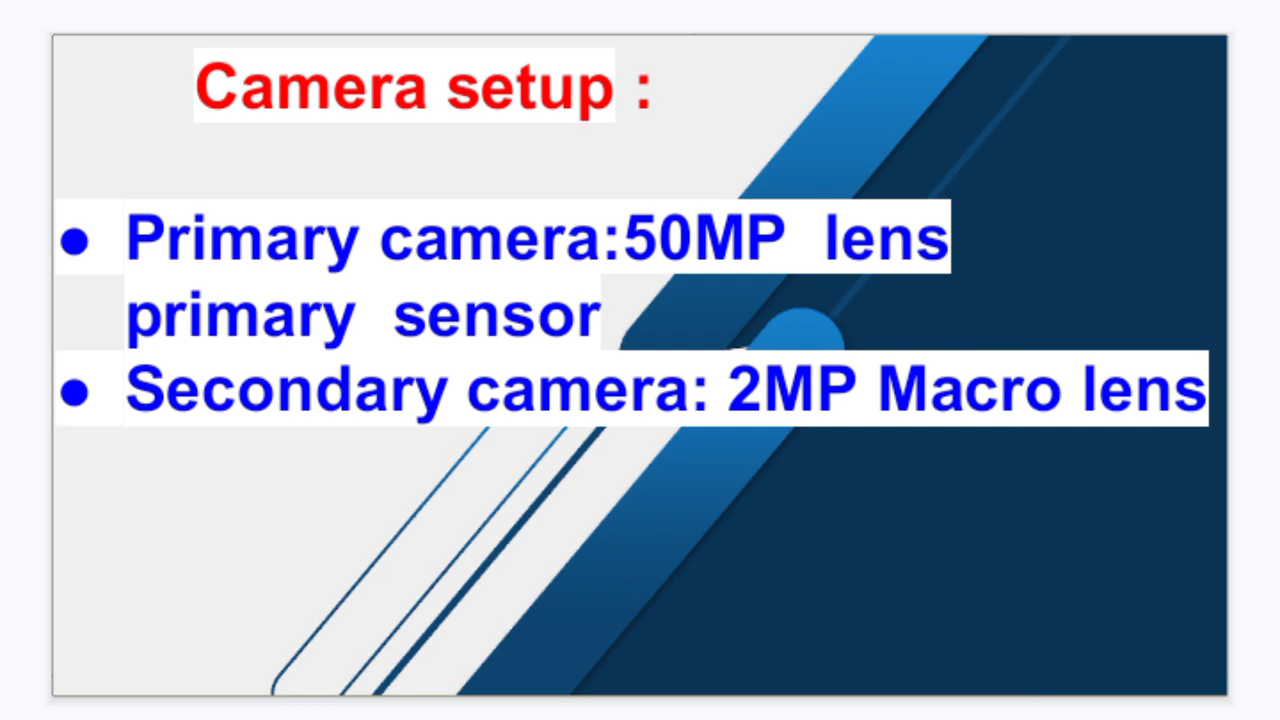 Camera setup :
● Primary camera:50MP  lens
primary  sensor
● Secondary camera: 2MP Macro lens